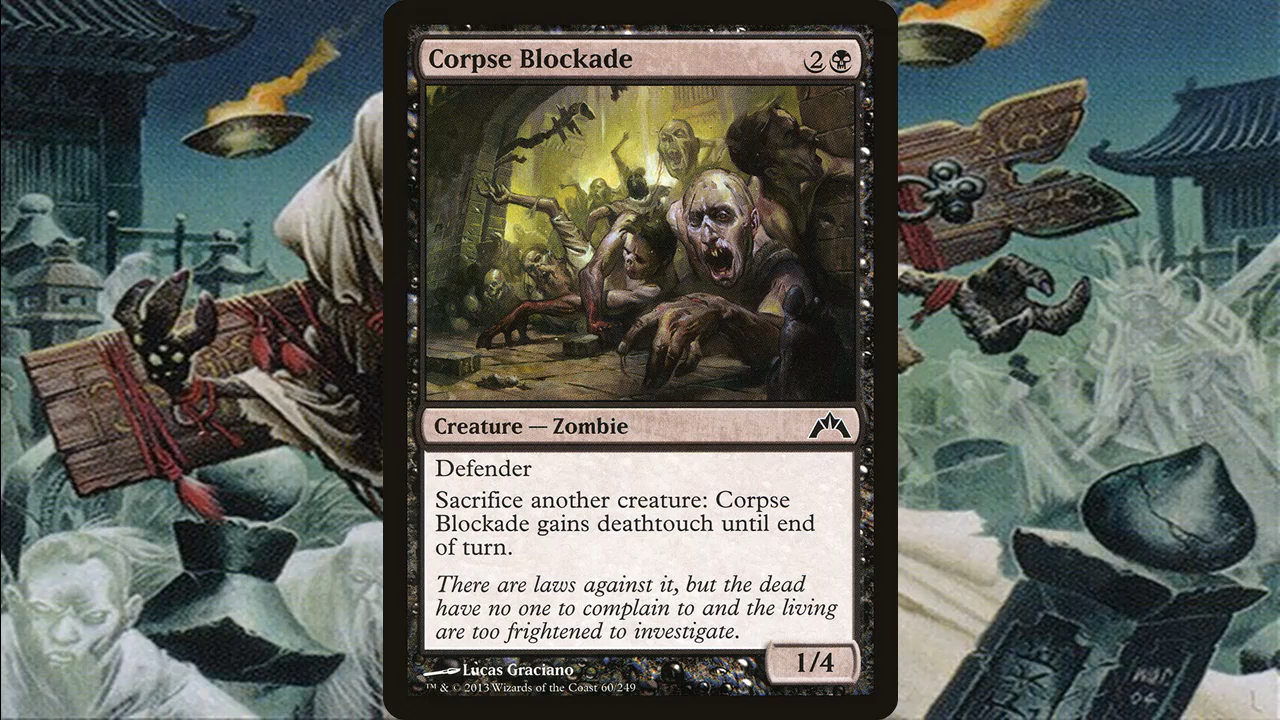 Corpse Blockade 2
Creature — Zombie
Defender
Sacrifice another creature: Corpse
Blockade gains deathtouch until end
of turn.
There are laws against it, but the dead
have no one to complain to and the living
are too frightened to investigate.
1/4
Lucas Graciano
™ & © 2013 Wizards of the Coast 60/249